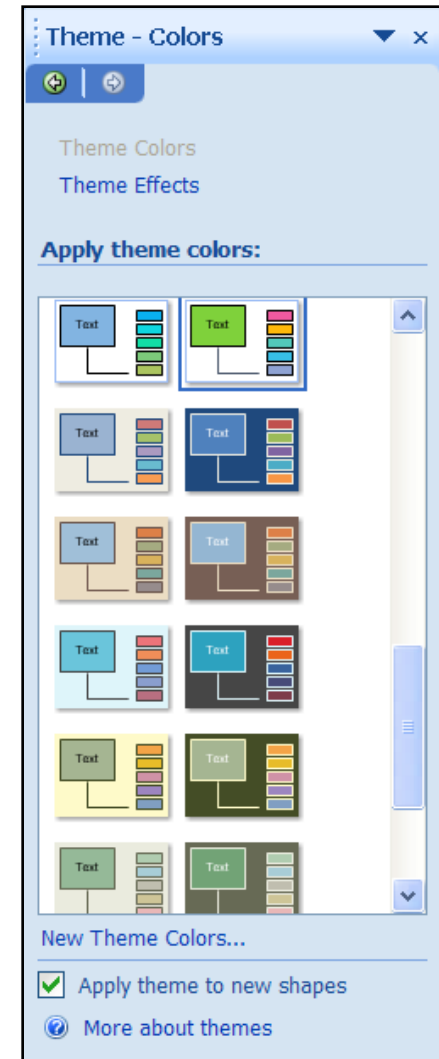 Theme - Colors
Theme Colors
Theme Effects
Apply theme colors:
Text Text
Text Text
Text Text
Text Text
Text Text
Text Text
New Theme Colors...
Apply theme to new shapes
More about themes